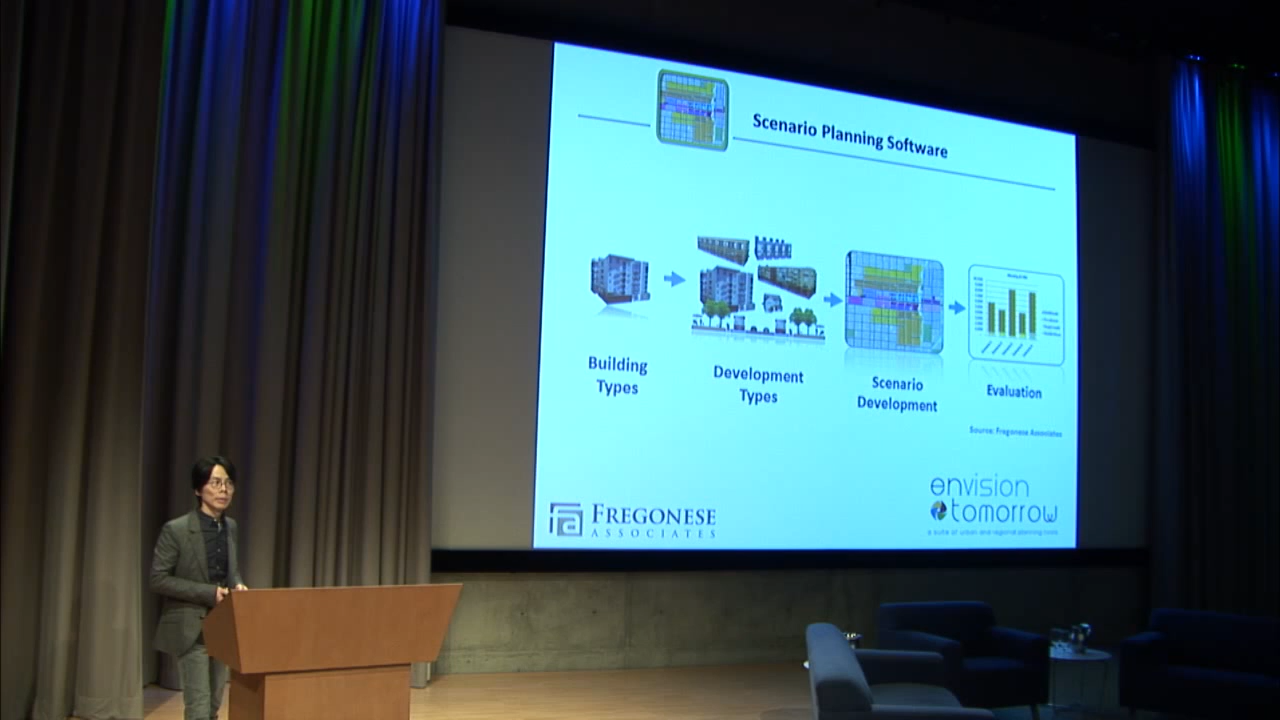 Scenario Planning Software
Building
Types
Development
Types
Scenario
Development
Evaluation
Source: Fregonese Associates
FREGONESE
ASSOCIATES
envision
tomorrow
a suite of urban and regional planning tools